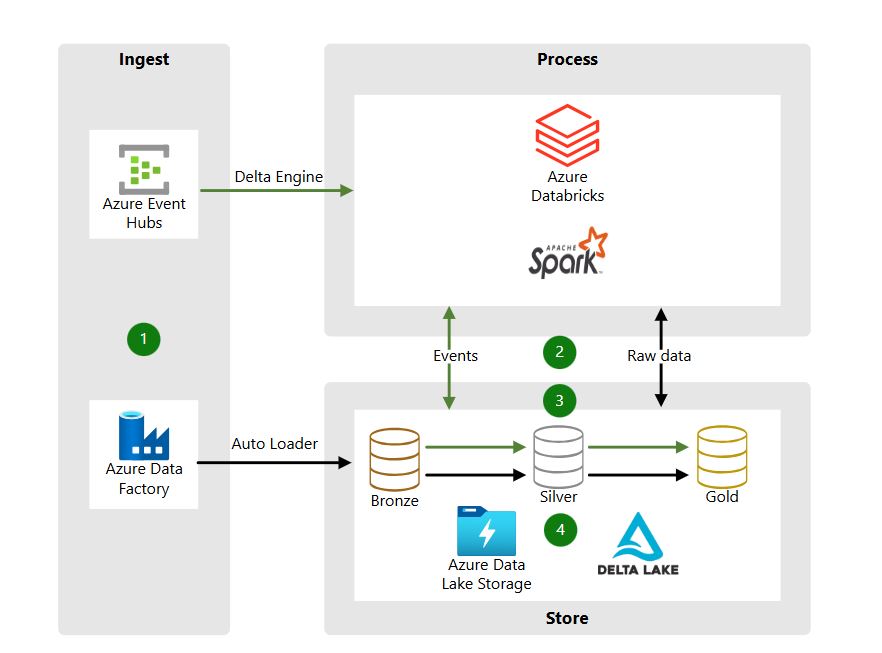 Ingest
Process
Azure Event
Hubs
Delta Engine
Azure
Databricks
APACHE
Spark
TM
1
Events
2
Raw data
3
Azure Data
Factory
Auto Loader
Bronze
Silver
Gold
4
Azure Data
Lake Storage
DELTA LAKE
Store